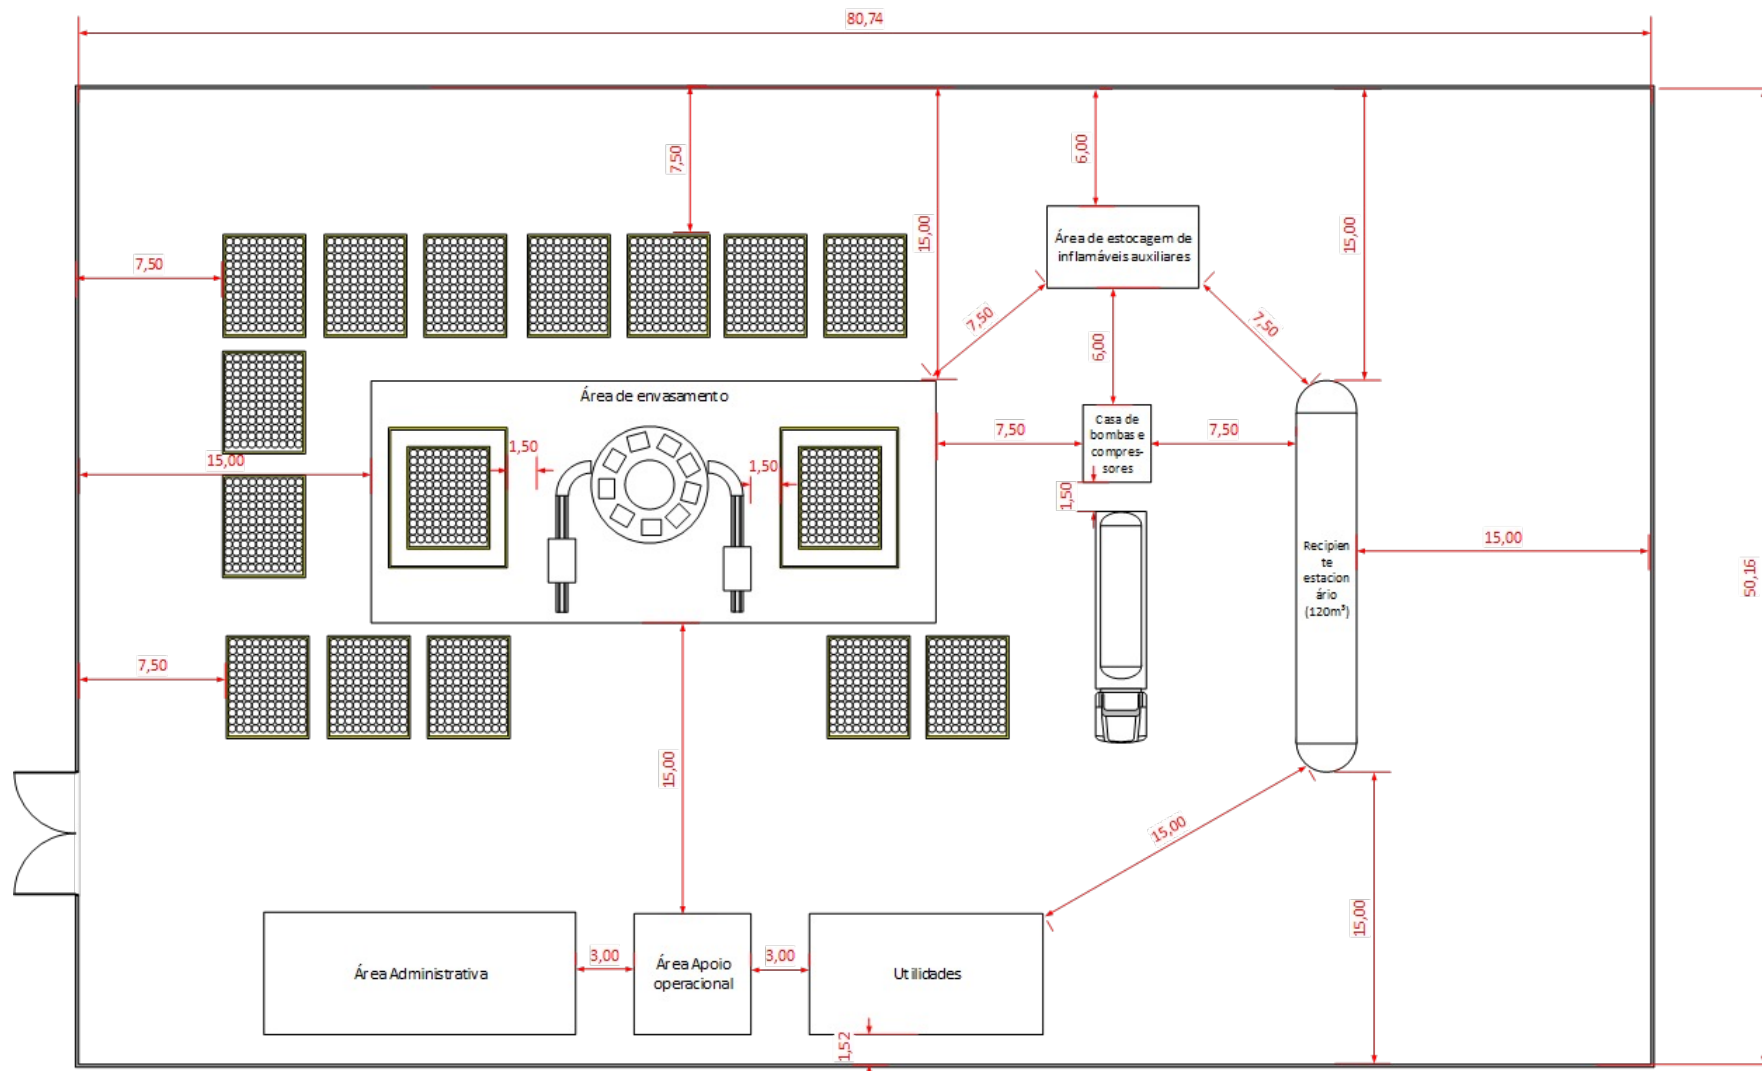 80,74
7,50
6,00
15,00
15,00
Área de estocagem de
inflamáveis auxiliares
7,50
7,50
7,50
6,00
Área de envasamento
Casa de
bombas e
compres-
sores
7,50
7,50
1,50
1,50
15,00
1,50
Recipien
te
estacion
ário
(120m³)
15,00
50,16
7,50
15,00
15,00
15,00
Área Administrativa
3,00
Área Apoio
operacional
3,00
Utilidades
1,52